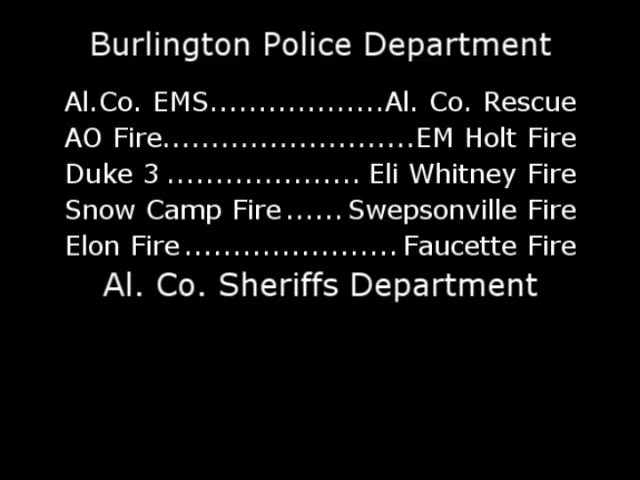 Burlington Police Department
Al.Co. EMS..................Al. Co. Rescue
AO Fire..........................EM Holt Fire
Duke 3 .................... Eli Whitney Fire
Snow Camp Fire ...... Swepsonville Fire
Elon Fire ...................... Faucette Fire
Al. Co. Sheriffs Department